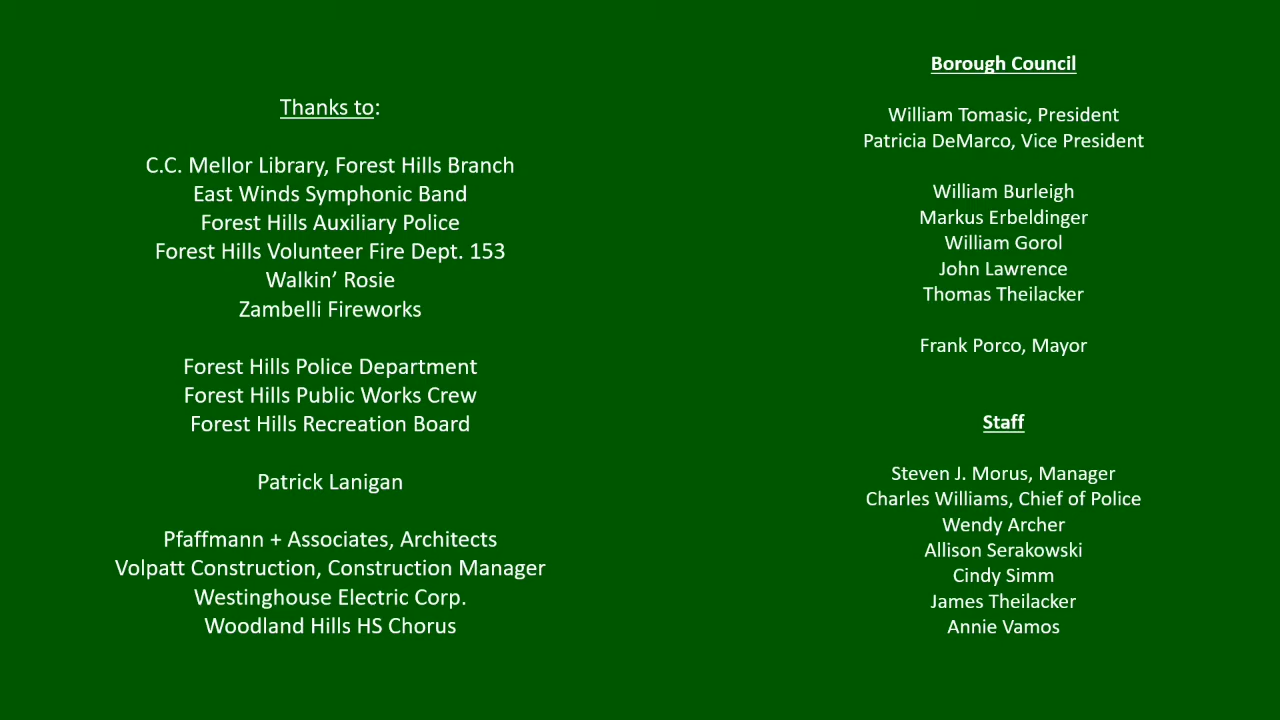 Thanks to:
C.C. Mellor Library, Forest Hills Branch
East Winds Symphonic Band
Forest Hills Auxiliary Police
Forest Hills Volunteer Fire Dept. 153
Walkin’ Rosie
Zambelli Fireworks
Forest Hills Police Department
Forest Hills Public Works Crew
Forest Hills Recreation Board
Patrick Lanigan
Pfaffmann + Associates, Architects
Volpatt Construction, Construction Manager
Westinghouse Electric Corp.
Woodland Hills HS Chorus
Borough Council
William Tomasic, President
Patricia DeMarco, Vice President
William Burleigh
Markus Erbeldinger
William Gorol
John Lawrence
Thomas Theilacker
Frank Porco, Mayor
Staff
Steven J. Morus, Manager
Charles Williams, Chief of Police
Wendy Archer
Allison Serakowski
Cindy Simm
James Theilacker
Annie Vamos